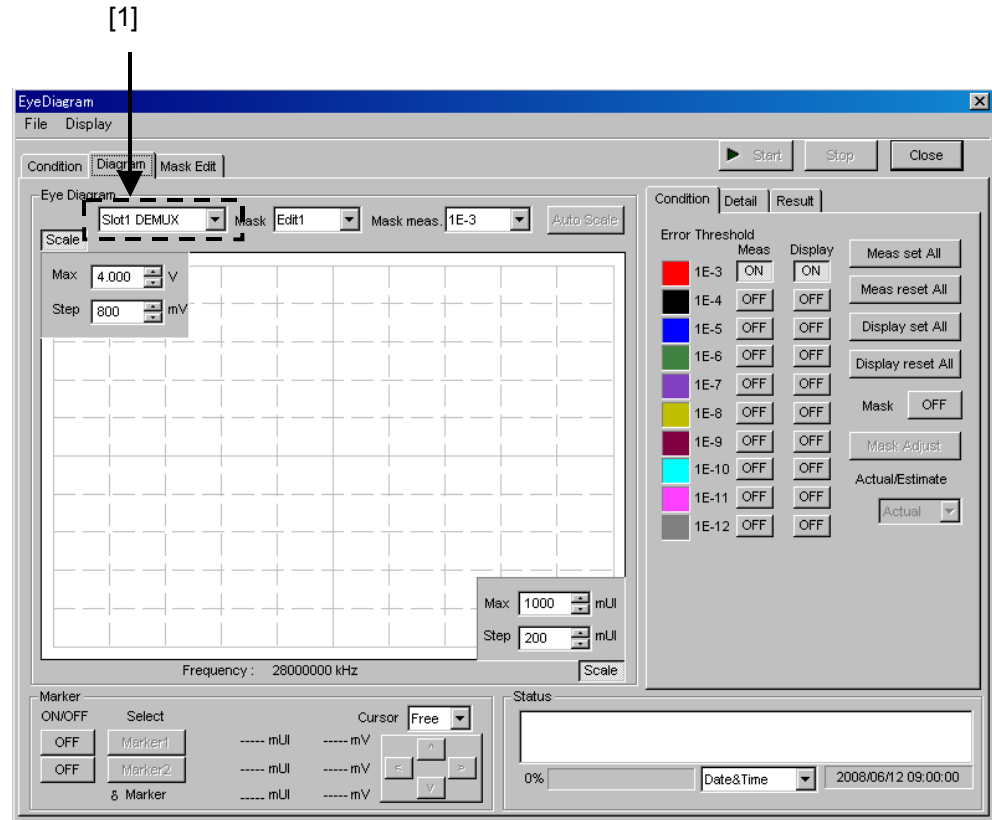 [1]
EyeDiagram
File Display
Condition Diagram Mask Edit
Start Stop Close
Eye Diagram
Slot1 DEMUX Mask Edit1 Mask meas. 1E-3 Auto Scale
Scale
Max 4.000 V
Step 800 mV
Max 1000 mUI
Step 200 mUI
Frequency : 28000000 kHz Scale
Condition Detail Result
Error Threshold
Meas Display
1E-3 ON ON
1E-4 OFF OFF
1E-5 OFF OFF
1E-6 OFF OFF
1E-7 OFF OFF
1E-8 OFF OFF
1E-9 OFF OFF
1E-10 OFF OFF
1E-11 OFF OFF
1E-12 OFF OFF
Meas set All
Meas reset All
Display set All
Display reset All
Mask OFF
Mask Adjust
Actual/Estimate
Actual
Marker
ON/OFF Select Cursor Free
OFF Marker1 ----- mUI ----- mV
OFF Marker2 ----- mUI ----- mV
δ Marker ----- mUI ----- mV
< ^ > v
Status
0% Date&Time 2008/06/12 09:00:00